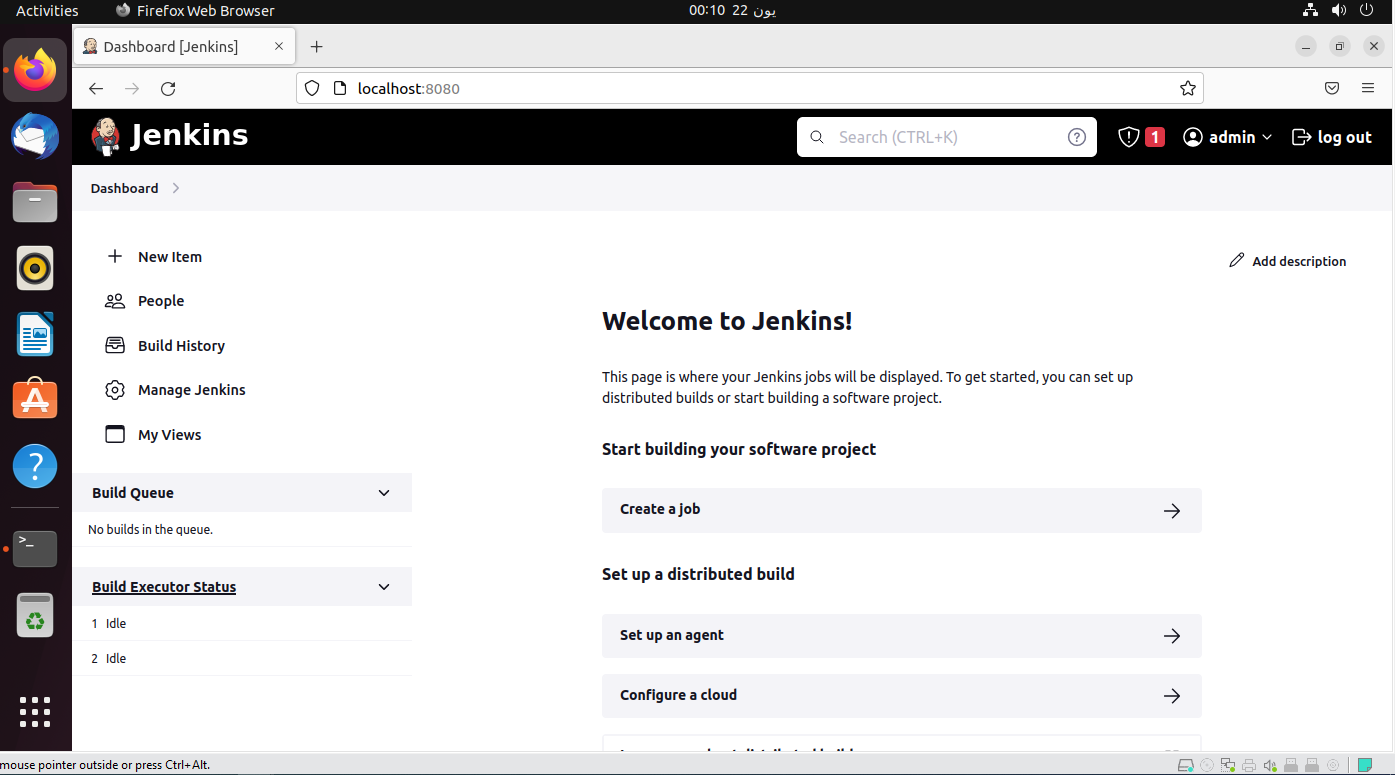 Activities
Firefox Web Browser
00:10 22 يون
Dashboard [Jenkins]
localhost:8080
Jenkins
Search (CTRL+K)
1
admin
log out
Dashboard
New Item
People
Build History
Manage Jenkins
My Views
Build Queue
No builds in the queue.
Build Executor Status
1 Idle
2 Idle
Add description
Welcome to Jenkins!
This page is where your Jenkins jobs will be displayed. To get started, you can set up
distributed builds or start building a software project.
Start building your software project
Create a job
Set up a distributed build
Set up an agent
Configure a cloud
mouse pointer outside or press Ctrl+Alt.